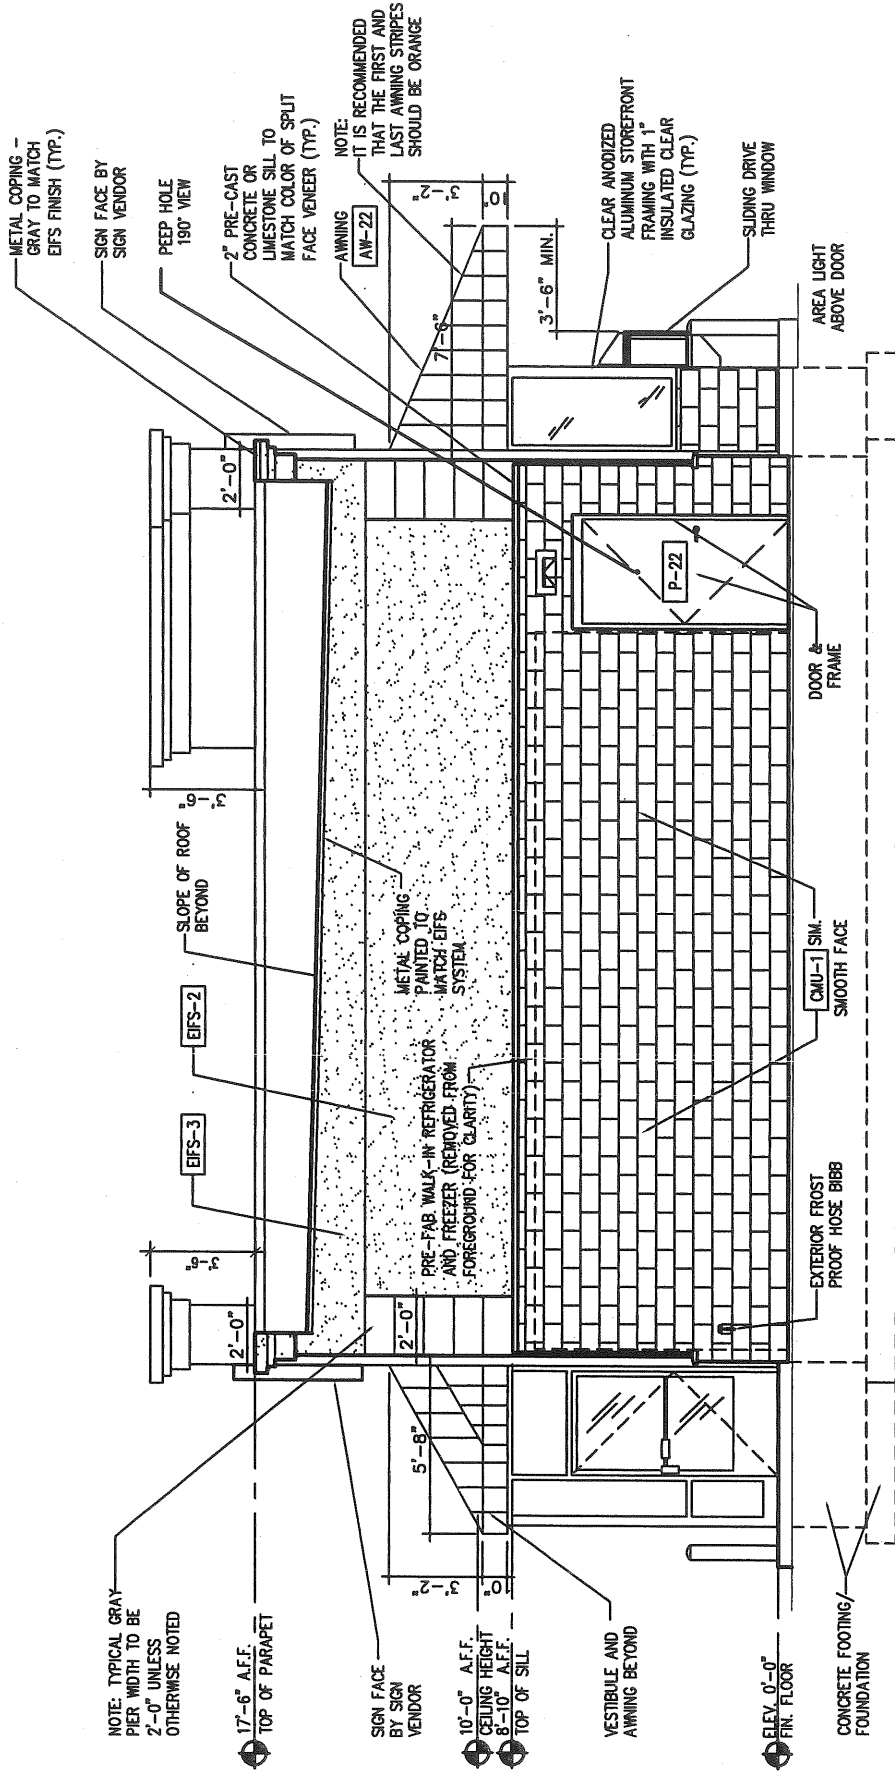 NOTE: TYPICAL GRAY
PIER WIDTH TO BE
2'-0" UNLESS
OTHERWISE NOTED
17'-6" A.F.F.
TOP OF PARAPET
SIGN FACE
BY SIGN
VENDOR
10'-0" A.F.F.
CEILING HEIGHT
8'-10" A.F.F.
TOP OF SILL
VESTIBULE AND
AWNING BEYOND
ELEV. 0'-0"
FIN. FLOOR
CONCRETE FOOTING/
FOUNDATION
3'-2"
10"
5'-8"
2'-0"
3'-6"
2'-0"
EIFS-3
EIFS-2
SLOPE OF ROOF
BEYOND
PRE-FAB WALK-IN REFRIGERATOR
AND FREEZER (REMOVED FROM
FOREGROUND FOR CLARITY)
METAL COPING
PAINTED TO
MATCH EIFS
SYSTEM
EXTERIOR FROST
PROOF HOSE BIBB
CMU-1 SIM.
SMOOTH FACE
3'-6"
2'-0"
P-22
DOOR &
FRAME
METAL COPING -
GRAY TO MATCH
EIFS FINISH (TYP.)
SIGN FACE BY
SIGN VENDOR
PEEP HOLE
190° VIEW
2" PRE-CAST
CONCRETE OR
LIMESTONE SILL TO
MATCH COLOR OF SPLIT
FACE VENEER (TYP.)
AWNING
AW-22
NOTE:
IT IS RECOMMENDED
THAT THE FIRST AND
LAST AWNING STRIPES
SHOULD BE ORANGE
3'-2"
10"
7'-6"
3'-6" MIN.
CLEAR ANODIZED
ALUMINUM STOREFRONT
FRAMING WITH 1"
INSULATED CLEAR
GLAZING (TYP.)
SLIDING DRIVE
THRU WINDOW
AREA LIGHT
ABOVE DOOR